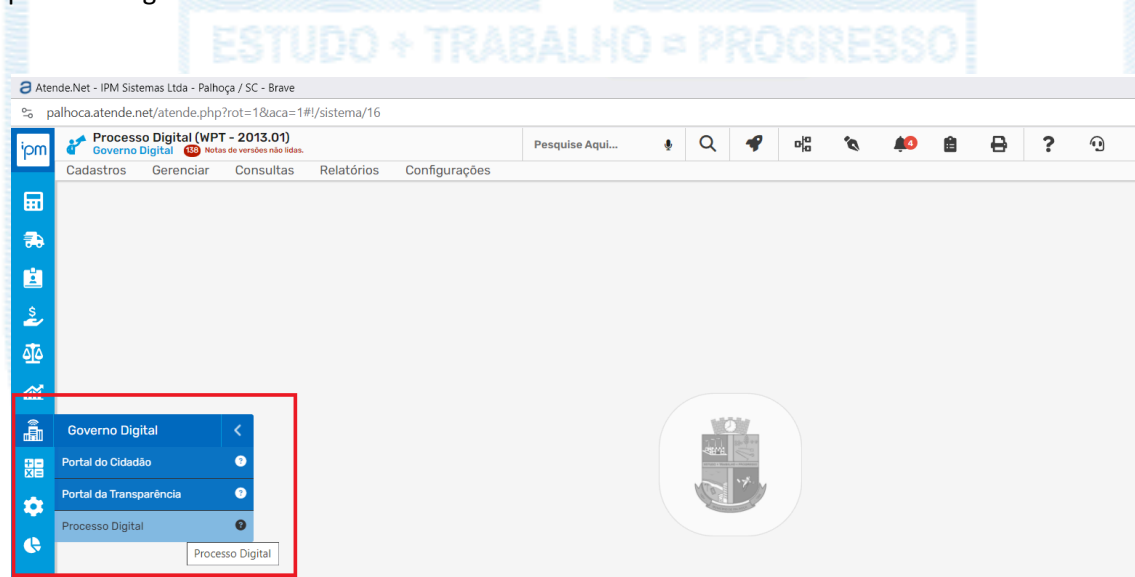 ESTUDO + TRABALHO = PROGRESSO
Atende.Net - IPM Sistemas Ltda - Palhoça / SC - Brave
palhoca.atende.net/atende.php?rot=1&aca=1#!/sistema/16
ipm
Processo Digital (WPT - 2013.01)
Governo Digital 138 Notas de versões não lidas.
Pesquise Aqui...
4
?
Cadastros Gerenciar Consultas Relatórios Configurações
Governo Digital
Portal do Cidadão ?
Portal da Transparência ?
Processo Digital ?
Processo Digital